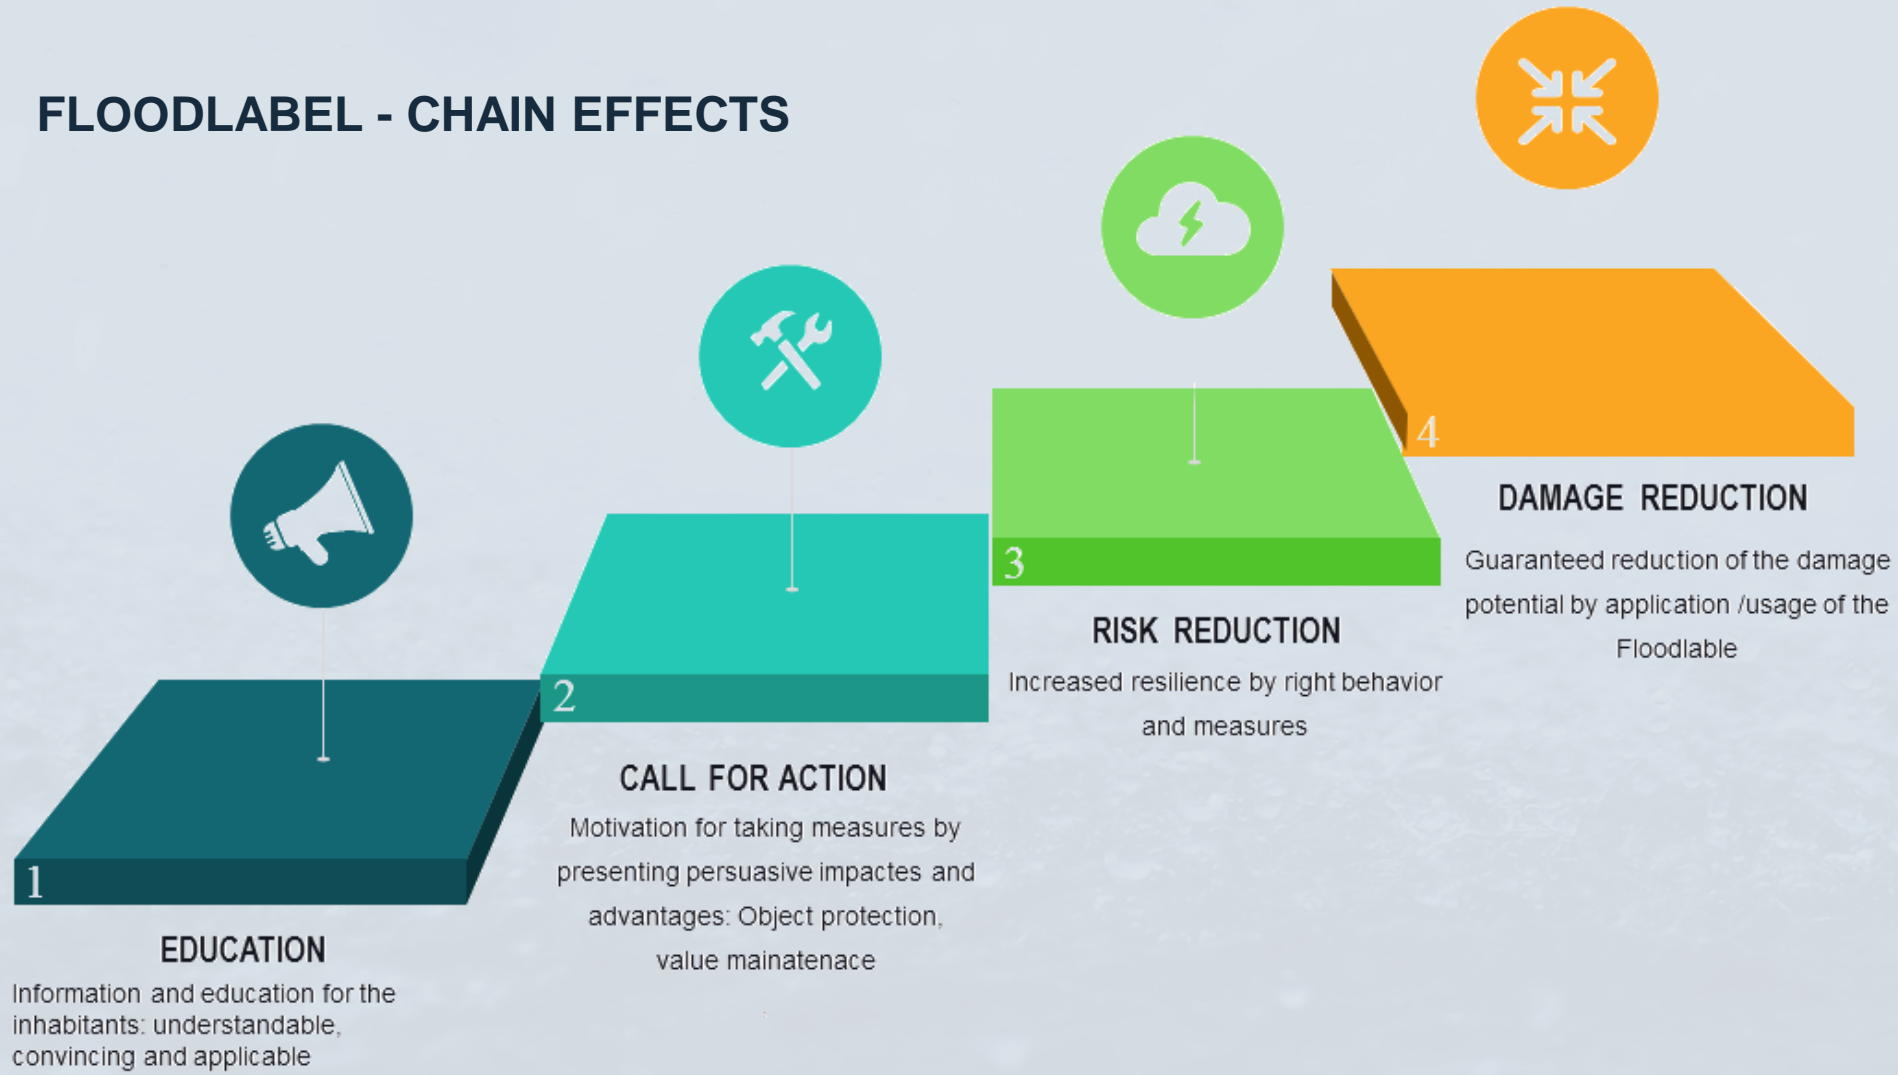 FLOODLABEL - CHAIN EFFECTS
1
EDUCATION
Information and education for the
inhabitants: understandable,
convincing and applicable
2
CALL FOR ACTION
Motivation for taking measures by
presenting persuasive impactes and
advantages: Object protection,
value mainatenace
3
RISK REDUCTION
Increased resilience by right behavior
and measures
4
DAMAGE REDUCTION
Guaranteed reduction of the damage
potential by application /usage of the
Floodlable